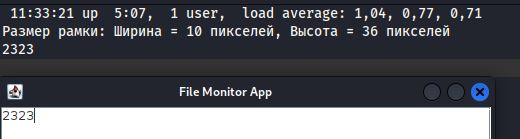 11:33:21 up  5:07,  1 user,  load average: 1,04, 0,77, 0,71
Размер рамки: Ширина = 10 пикселей, Высота = 36 пикселей
2323
File Monitor App
2323